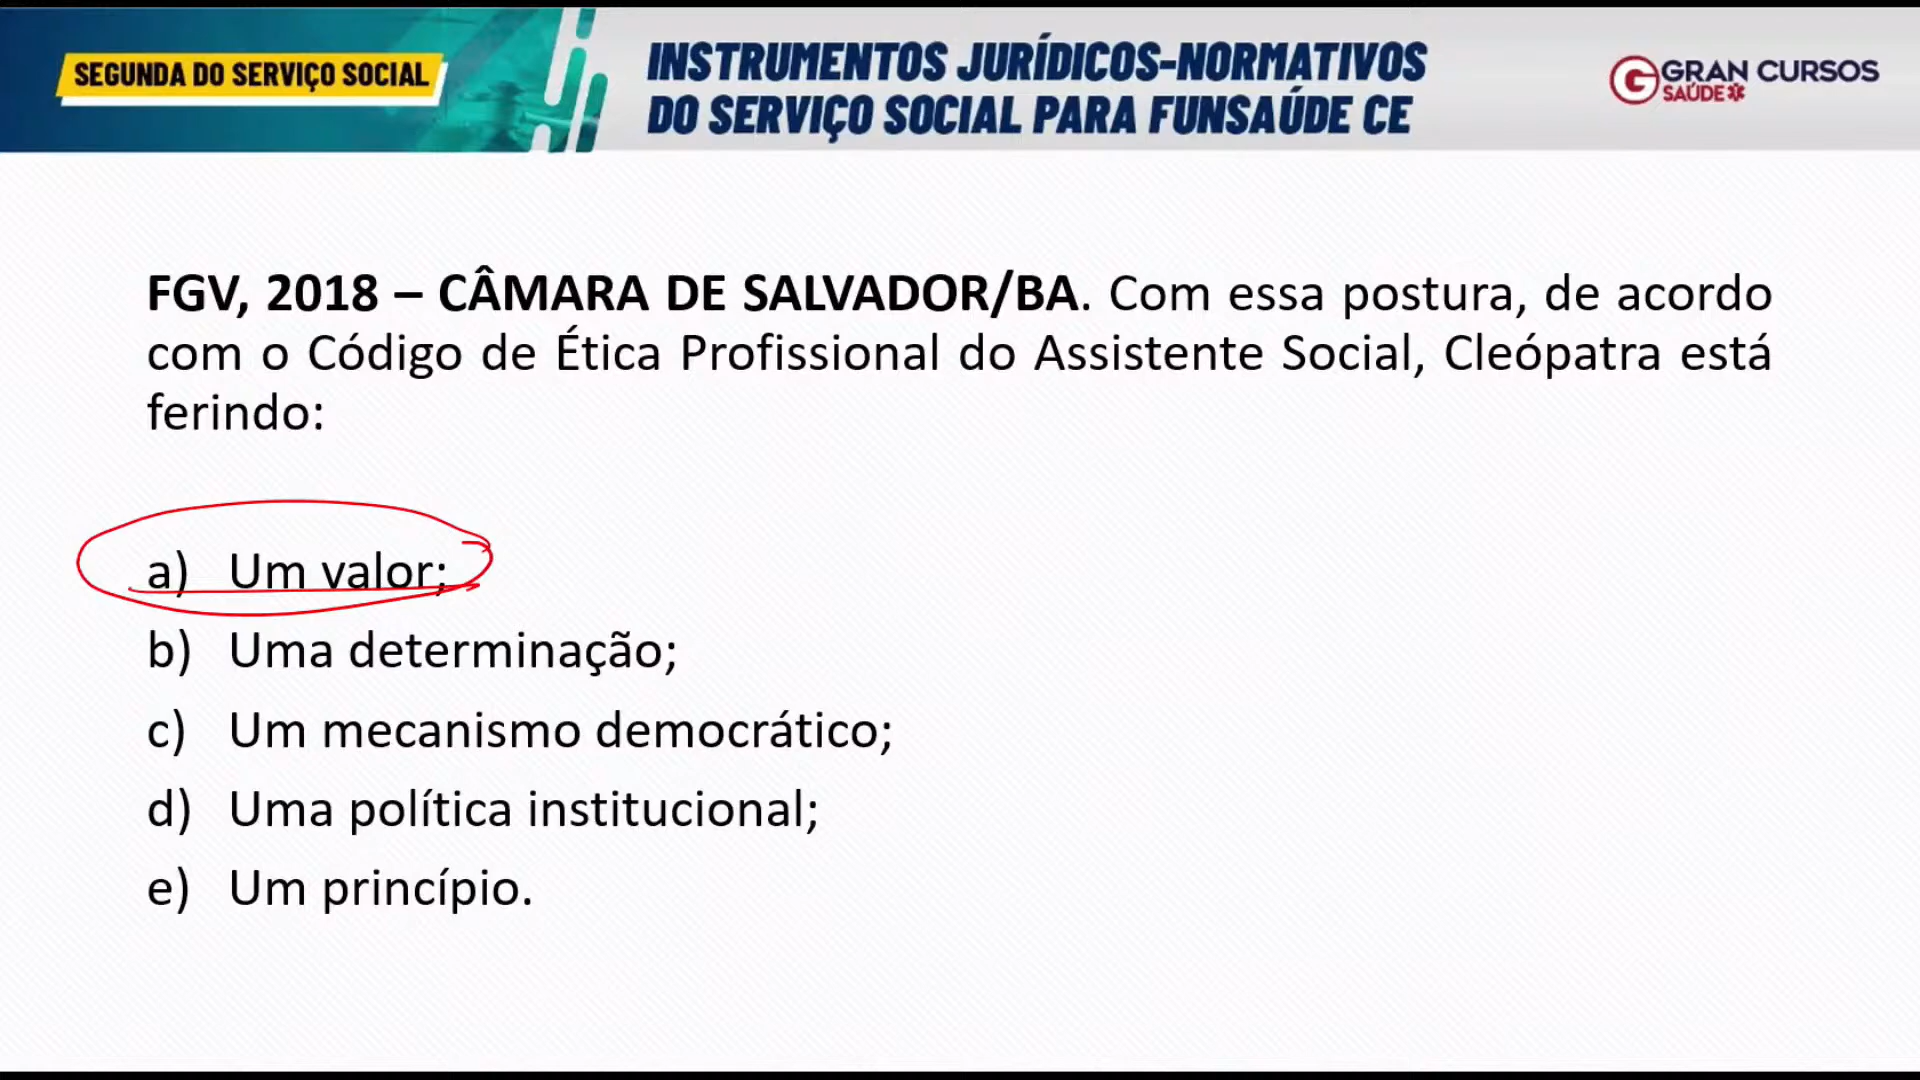 SEGUNDA DO SERVIÇO SOCIAL
INSTRUMENTOS JURÍDICOS-NORMATIVOS
DO SERVIÇO SOCIAL PARA FUNSAÚDE CE
G GRAN CURSOS
SAÚDE
FGV, 2018 – CÂMARA DE SALVADOR/BA. Com essa postura, de acordo
com o Código de Ética Profissional do Assistente Social, Cleópatra está
ferindo:
a) Um valor;
b) Uma determinação;
c) Um mecanismo democrático;
d) Uma política institucional;
e) Um princípio.